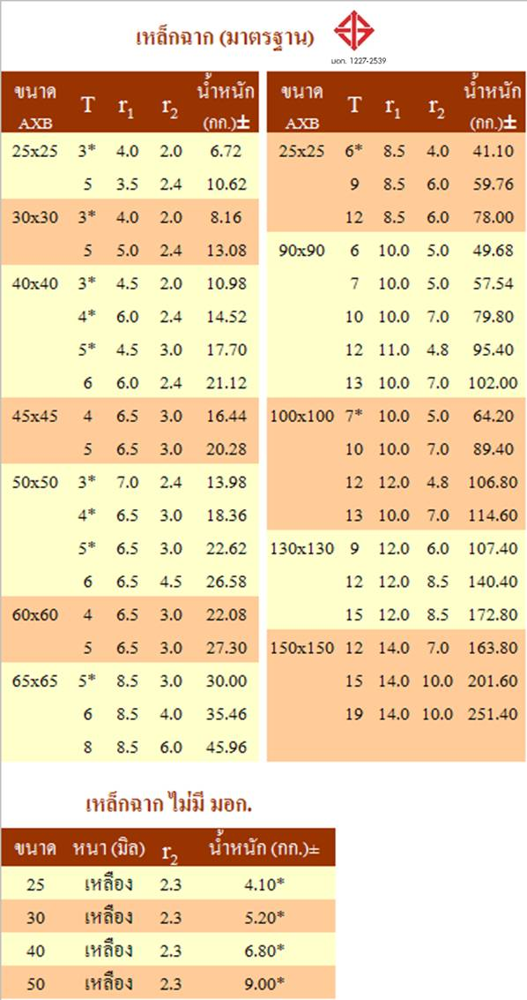 เหล็กฉาก (มาตรฐาน)
มอก. 1227-2539
ขนาด AXB T r1 r2 น้ำหนัก (กก.)±
25x25 3* 4.0 2.0 6.72
5 3.5 2.4 10.62
30x30 3* 4.0 2.0 8.16
5 5.0 2.4 13.08
40x40 3* 4.5 2.0 10.98
4* 6.0 2.4 14.52
5* 4.5 3.0 17.70
6 6.0 2.4 21.12
45x45 4 6.5 3.0 16.44
5 6.5 3.0 20.28
50x50 3* 7.0 2.4 13.98
4* 6.5 3.0 18.36
5* 6.5 3.0 22.62
6 6.5 4.5 26.58
60x60 4 6.5 3.0 22.08
5 6.5 3.0 27.30
65x65 5* 8.5 3.0 30.00
6 8.5 4.0 35.46
8 8.5 6.0 45.96
ขนาด AXB T r1 r2 น้ำหนัก (กก.)±
25x25 6* 8.5 4.0 41.10
9 8.5 6.0 59.76
12 8.5 6.0 78.00
90x90 6 10.0 5.0 49.68
7 10.0 5.0 57.54
10 10.0 7.0 79.80
12 11.0 4.8 95.40
13 10.0 7.0 102.00
100x100 7* 10.0 5.0 64.20
10 10.0 7.0 89.40
12 12.0 4.8 106.80
13 10.0 7.0 114.60
130x130 9 12.0 6.0 107.40
12 12.0 8.5 140.40
15 12.0 8.5 172.80
150x150 12 14.0 7.0 163.80
15 14.0 10.0 201.60
19 14.0 10.0 251.40
เหล็กฉาก ไม่มี มอก.
ขนาด หนา (มิล) r2 น้ำหนัก (กก.)±
25 เหลือง 2.3 4.10*
30 เหลือง 2.3 5.20*
40 เหลือง 2.3 6.80*
50 เหลือง 2.3 9.00*